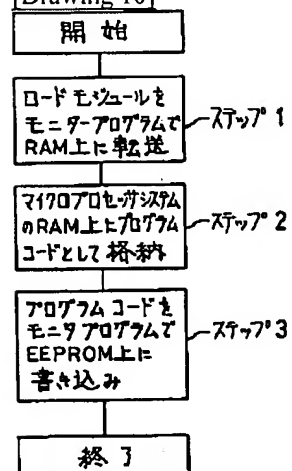 [Drawing 10]
開始
ロード モジュールを
モニタープログラムで
RAM上に転送
ステップ1
マイクロプロセッサシステム
のRAM上にプログラム
コードとして格納
ステップ2
プログラム コードを
モニタプログラムで
EEPROM上に
書き込み
ステップ3
終了